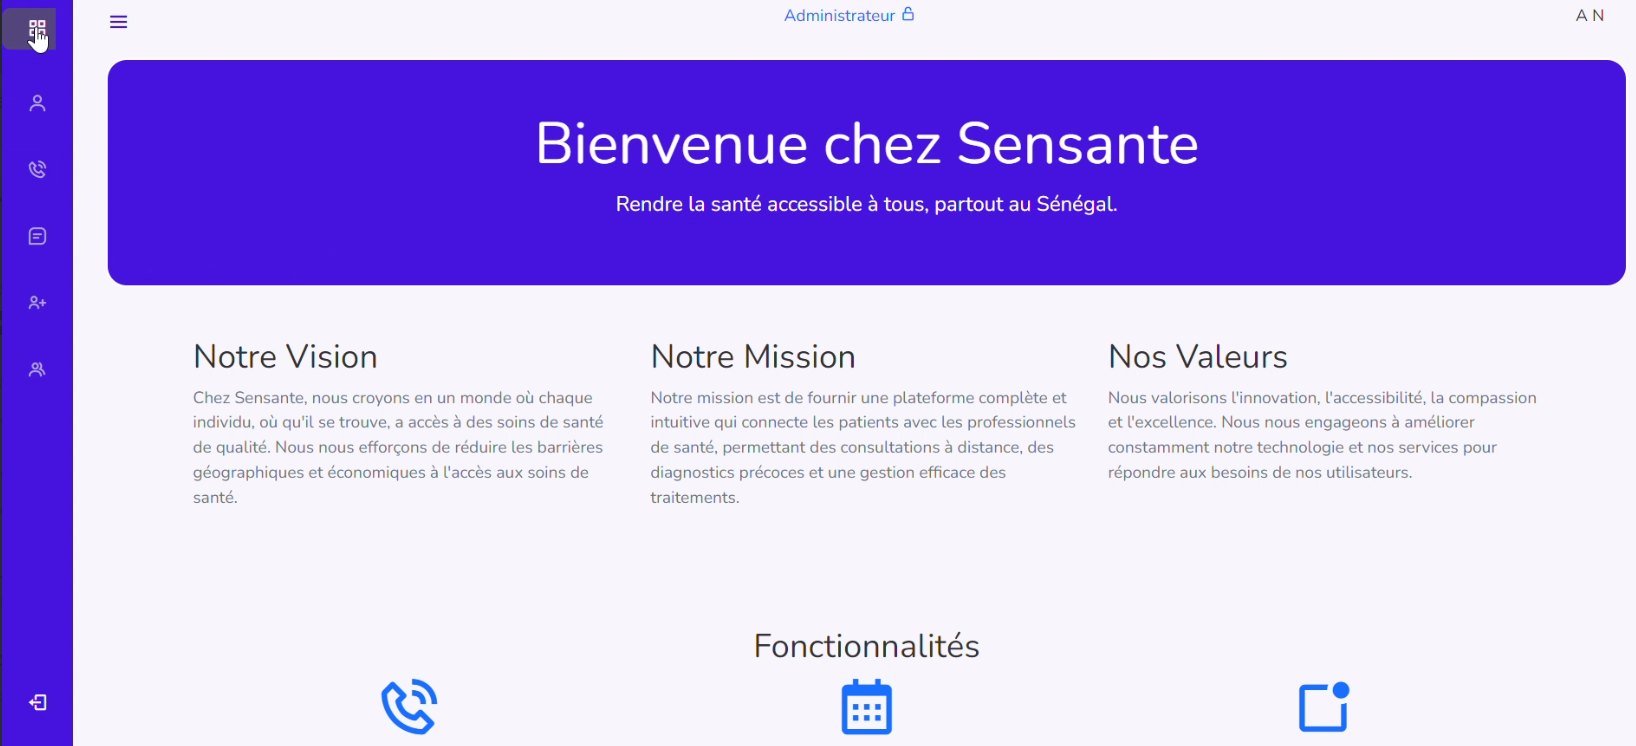 Administrateur
A N
Bienvenue chez Sensante
Rendre la santé accessible à tous, partout au Sénégal.
Notre Vision
Chez Sensante, nous croyons en un monde où chaque
individu, où qu'il se trouve, a accès à des soins de santé
de qualité. Nous nous efforçons de réduire les barrières
géographiques et économiques à l'accès aux soins de
santé.
Notre Mission
Notre mission est de fournir une plateforme complète et
intuitive qui connecte les patients avec les professionnels
de santé, permettant des consultations à distance, des
diagnostics précoces et une gestion efficace des
traitements.
Nos Valeurs
Nous valorisons l'innovation, l'accessibilité, la compassion
et l'excellence. Nous nous engageons à améliorer
constamment notre technologie et nos services pour
répondre aux besoins de nos utilisateurs.
Fonctionnalités